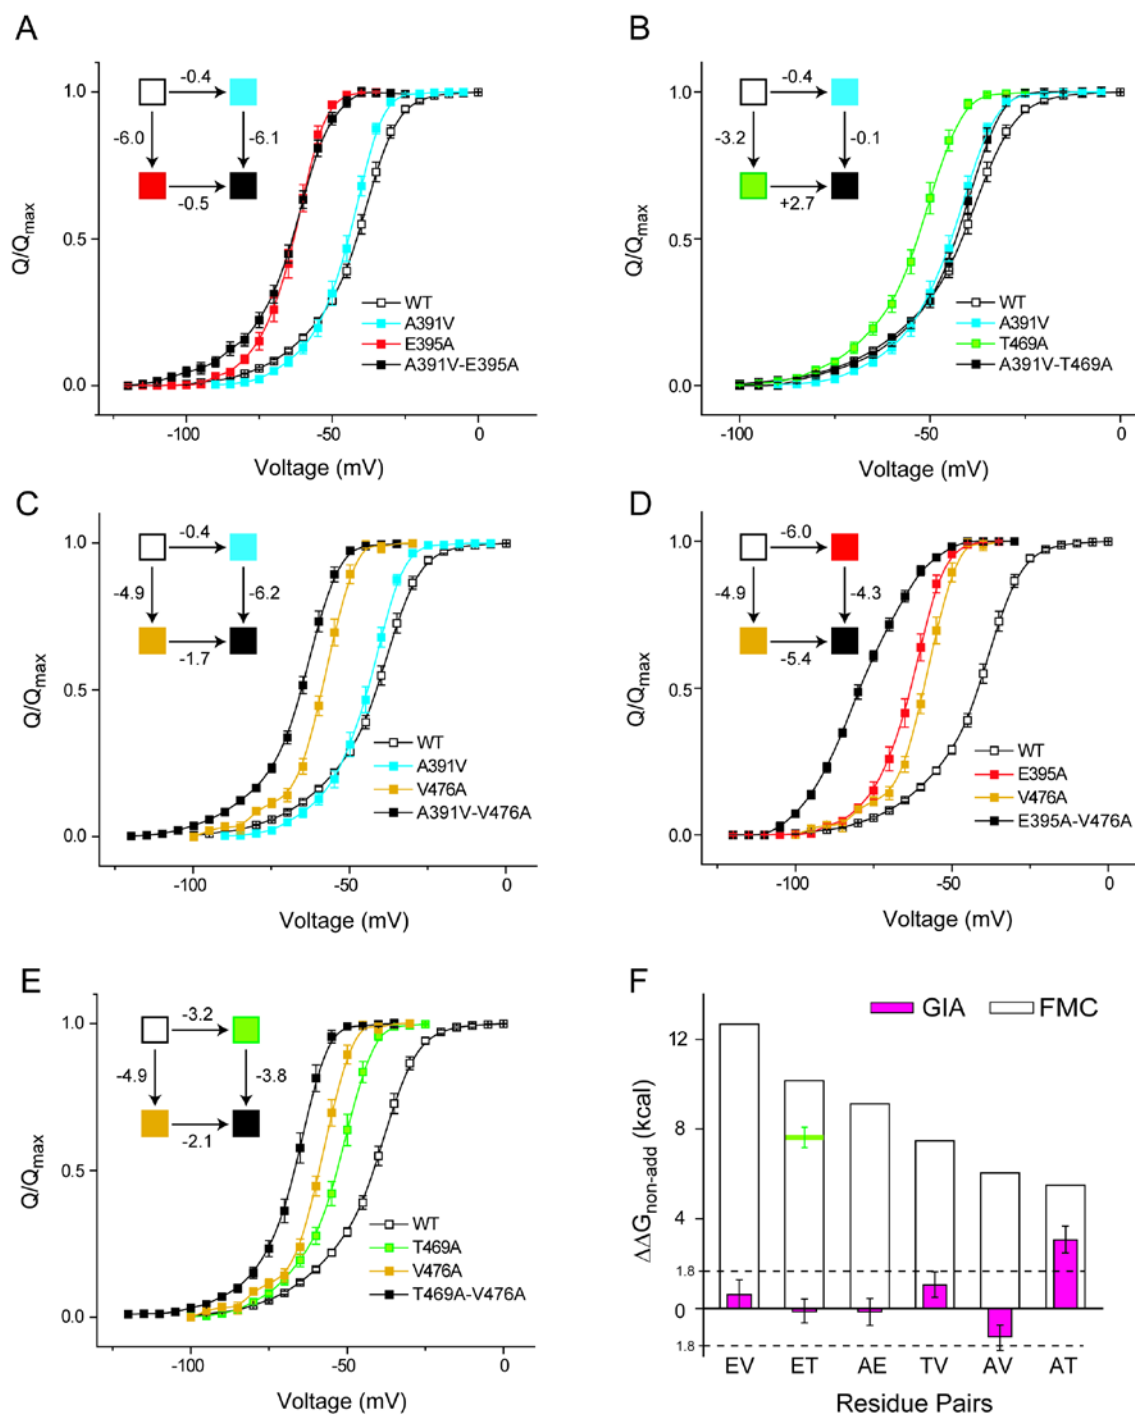 A
-0.4
-6.0
-6.1
-0.5
1.0
0.5
0.0
Q/Qmax
WT
A391V
E395A
A391V-E395A
-100
-50
0
Voltage (mV)
B
-0.4
-3.2
-0.1
+2.7
1.0
0.5
0.0
Q/Qmax
WT
A391V
T469A
A391V-T469A
-100
-50
0
Voltage (mV)
C
-0.4
-4.9
-6.2
-1.7
1.0
0.5
0.0
Q/Qmax
WT
A391V
V476A
A391V-V476A
-100
-50
0
Voltage (mV)
D
-6.0
-4.9
-4.3
-5.4
1.0
0.5
0.0
Q/Qmax
WT
E395A
V476A
E395A-V476A
-100
-50
0
Voltage (mV)
E
-3.2
-4.9
-3.8
-2.1
1.0
0.5
0.0
Q/Qmax
WT
T469A
V476A
T469A-V476A
-100
-50
0
Voltage (mV)
F
GIA
FMC
12
8
4
1.8
0
1.8
ΔΔGnon-add (kcal)
EV ET AE TV AV AT
Residue Pairs